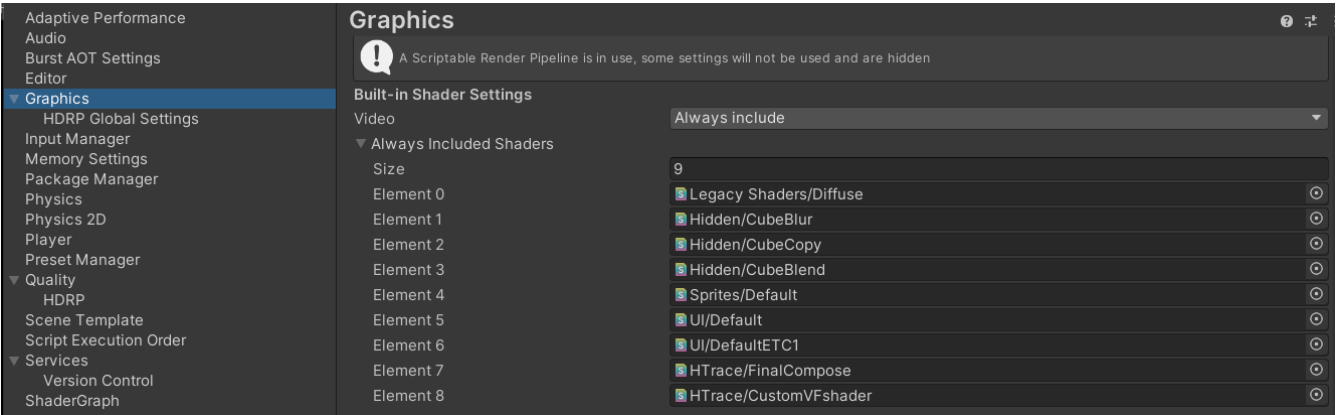 Adaptive Performance
Audio
Burst AOT Settings
Editor
Graphics
HDRP Global Settings
Input Manager
Memory Settings
Package Manager
Physics
Physics 2D
Player
Preset Manager
Quality
HDRP
Scene Template
Script Execution Order
Services
Version Control
ShaderGraph
Graphics
A Scriptable Render Pipeline is in use, some settings will not be used and are hidden
Built-in Shader Settings
Video Always include
Always Included Shaders
Size 9
Element 0 Legacy Shaders/Diffuse
Element 1 Hidden/CubeBlur
Element 2 Hidden/CubeCopy
Element 3 Hidden/CubeBlend
Element 4 Sprites/Default
Element 5 UI/Default
Element 6 UI/DefaultETC1
Element 7 HTrace/FinalCompose
Element 8 HTrace/CustomVFshader